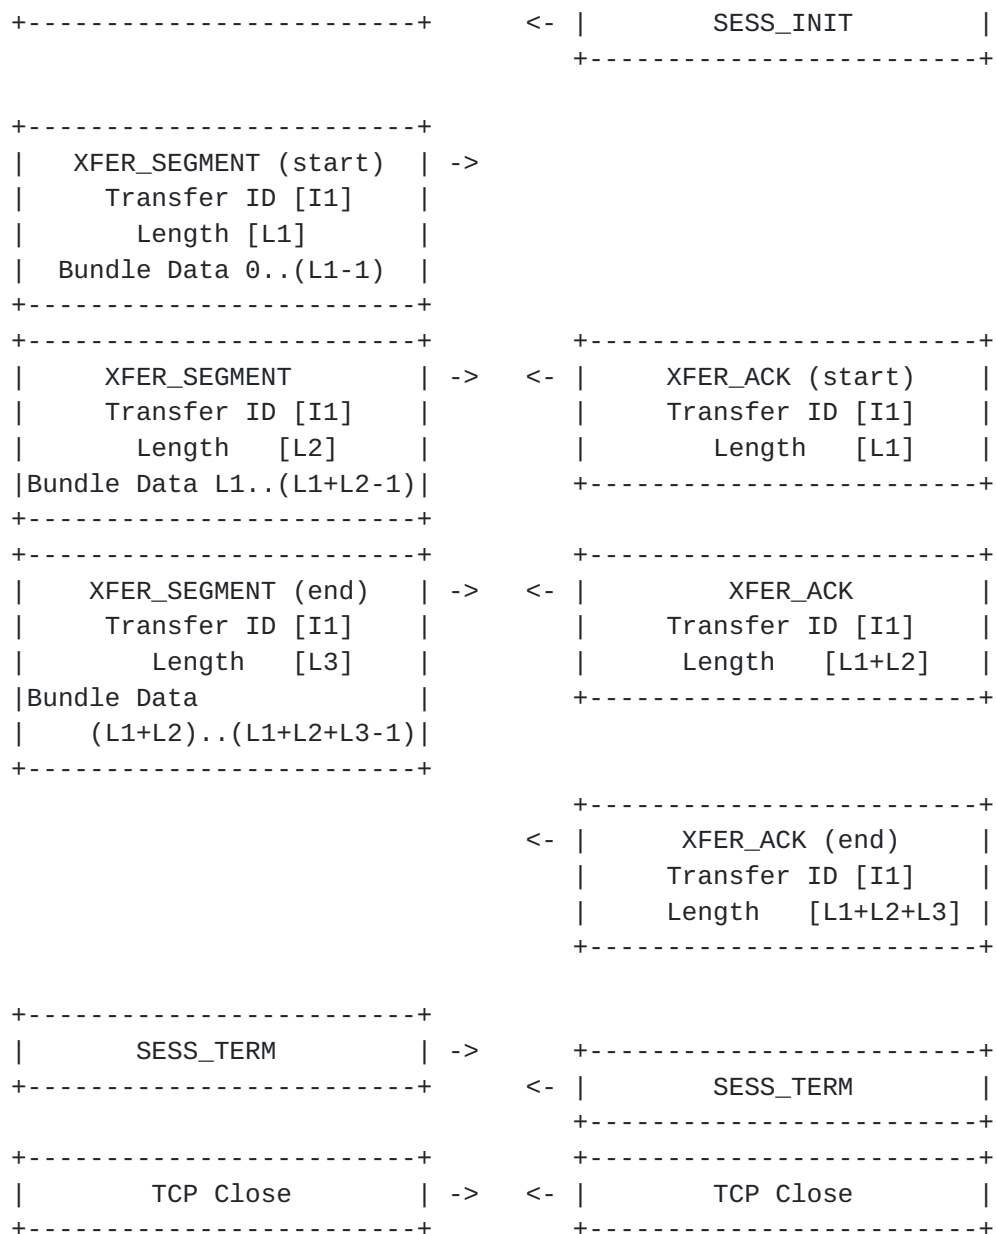 +-------------------------+      <- |        SESS_INIT        |
                                    +-------------------------+

+-------------------------+
|   XFER_SEGMENT (start)  | ->
|     Transfer ID [I1]    |
|       Length [L1]       |
|  Bundle Data 0..(L1-1)  |
+-------------------------+
+-------------------------+         +-------------------------+
|     XFER_SEGMENT        | ->   <- |     XFER_ACK (start)    |
|     Transfer ID [I1]    |         |     Transfer ID [I1]    |
|       Length   [L2]     |         |        Length   [L1]    |
|Bundle Data L1..(L1+L2-1)|         +-------------------------+
+-------------------------+
+-------------------------+         +-------------------------+
|    XFER_SEGMENT (end)   | ->   <- |         XFER_ACK        |
|     Transfer ID [I1]    |         |     Transfer ID [I1]    |
|        Length   [L3]    |         |      Length   [L1+L2]   |
|Bundle Data              |         +-------------------------+
|    (L1+L2)..(L1+L2+L3-1)|
+-------------------------+
                                    +-------------------------+
                                 <- |      XFER_ACK (end)     |
                                    |     Transfer ID [I1]    |
                                    |     Length   [L1+L2+L3] |
                                    +-------------------------+

+-------------------------+
|       SESS_TERM         | ->      +-------------------------+
+-------------------------+      <- |        SESS_TERM        |
                                    +-------------------------+
+-------------------------+         +-------------------------+
|        TCP Close        | ->   <- |        TCP Close        |
+-------------------------+         +-------------------------+